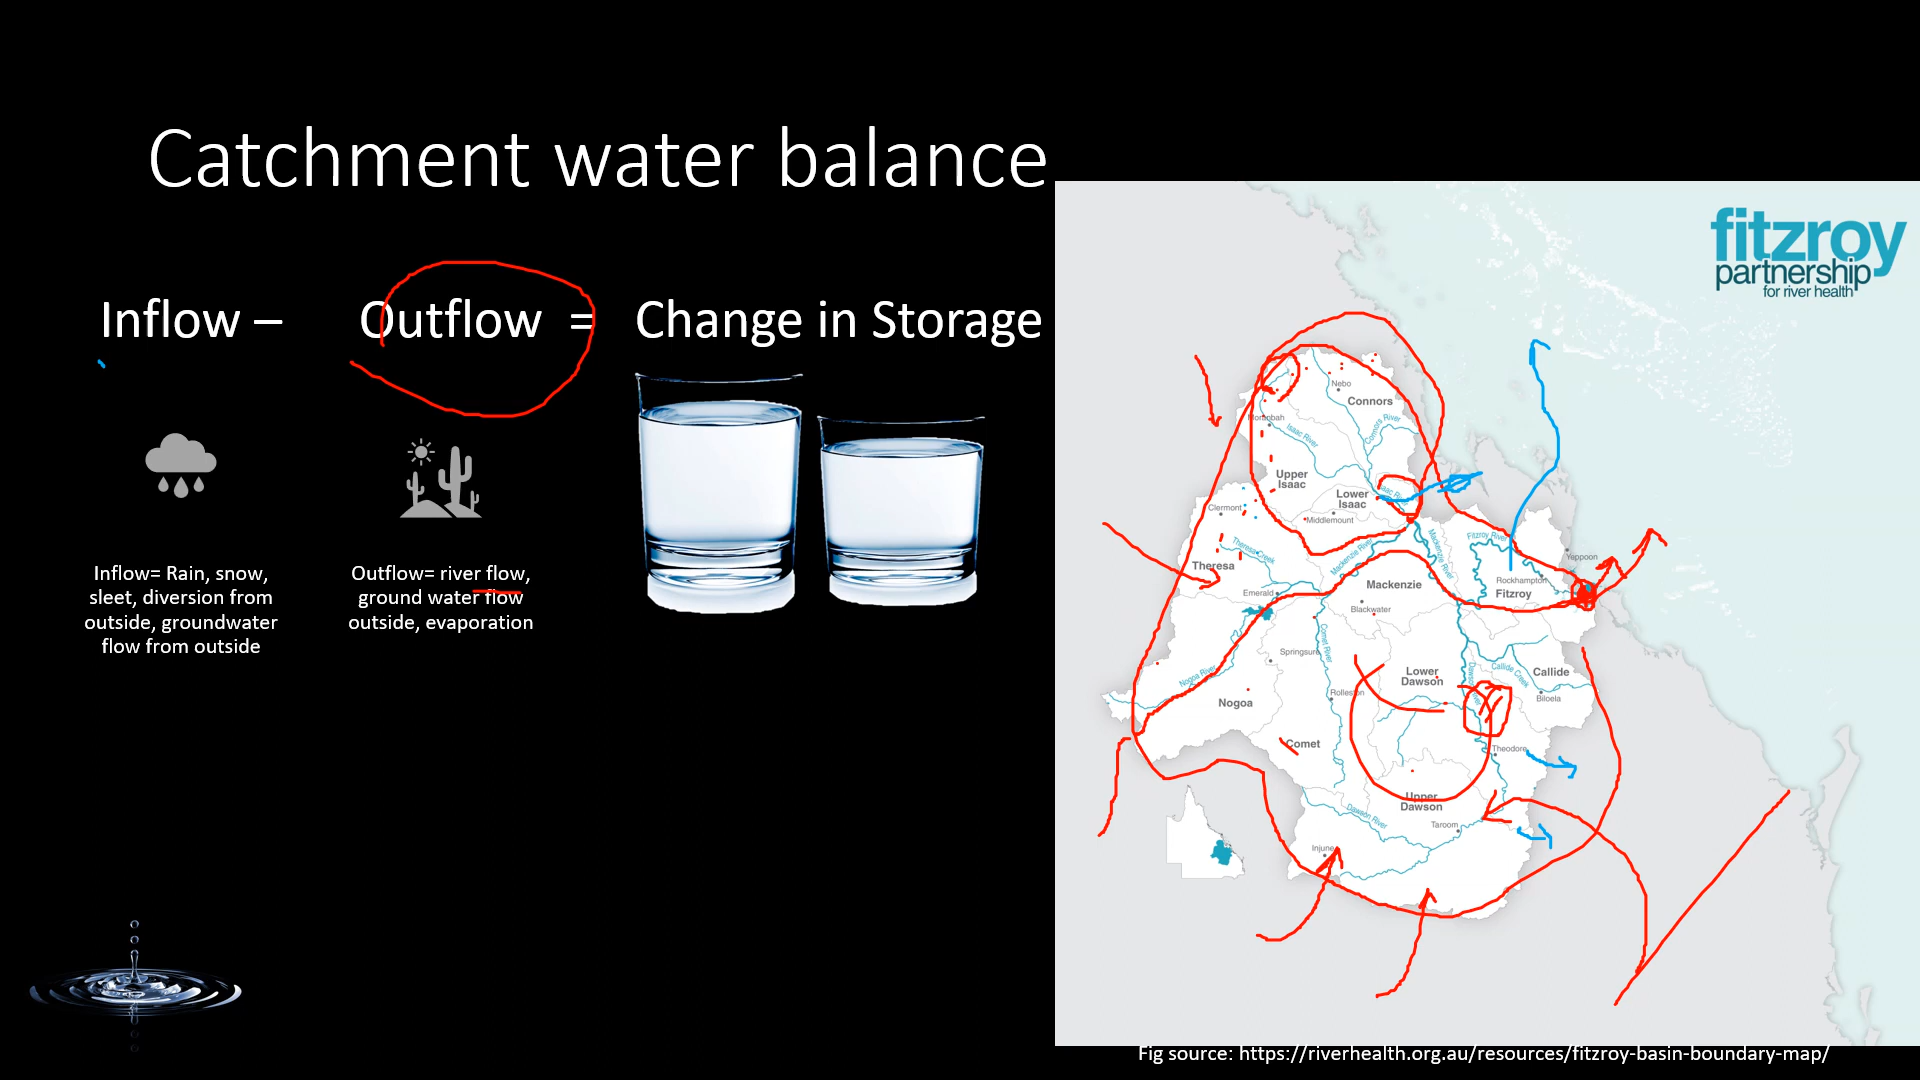 Catchment water balance
Inflow –
Outflow =
Change in Storage
Inflow= Rain, snow,
sleet, diversion from
outside, groundwater
flow from outside
Outflow= river flow,
ground water flow
outside, evaporation
fitzroy
partnership
for river health
Nebo
Connors
Moranbah
Isaac River
Connors River
Upper
Isaac
Lower
Isaac
Isaac River
Clermont
Middlemount
Theresa Creek
Theresa
Mackenzie River
Mackenzie River
Fitzroy River
Yeppoon
Rockhampton
Fitzroy
Mackenzie
Emerald
Blackwater
Comet River
Springsure
Nogoa River
Lower
Dawson
Dawson River
Callide Creek
Callide
Biloela
Rolleston
Nogoa
Comet
Theodore
Upper
Dawson
Dawson River
Taroom
Injune
Fig source: https://riverhealth.org.au/resources/fitzroy-basin-boundary-map/